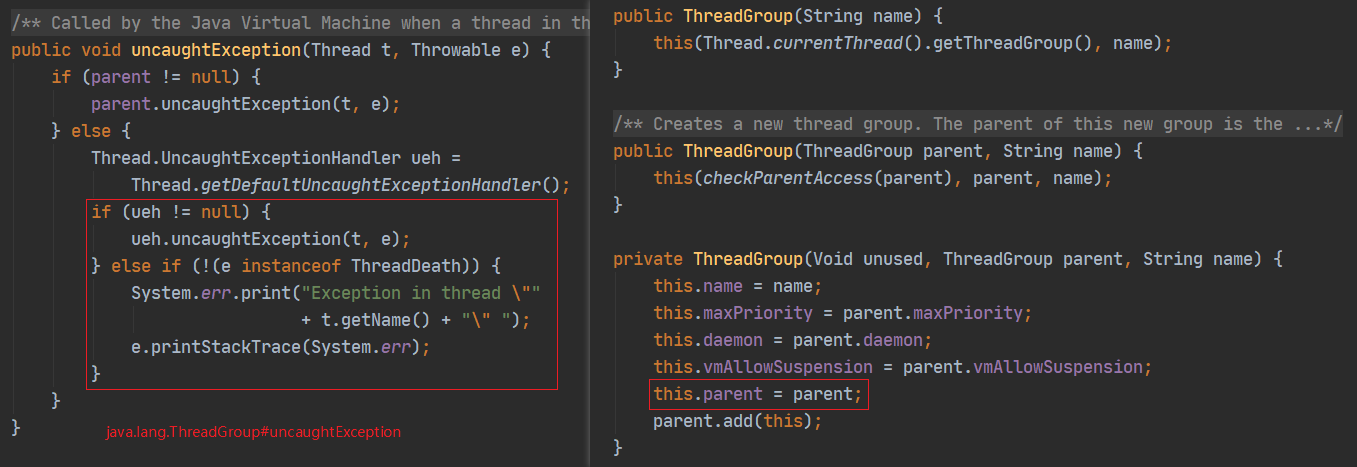 /** Called by the Java Virtual Machine when a thread in th
public void uncaughtException(Thread t, Throwable e) {
if (parent != null) {
parent.uncaughtException(t, e);
} else {
Thread.UncaughtExceptionHandler ueh =
Thread.getDefaultUncaughtExceptionHandler();
if (ueh != null) {
ueh.uncaughtException(t, e);
} else if (!(e instanceof ThreadDeath)) {
System.err.print("Exception in thread \""
+ t.getName() + "\" ");
e.printStackTrace(System.err);
}
}
}
java.lang.ThreadGroup#uncaughtException
public ThreadGroup(String name) {
this(Thread.currentThread().getThreadGroup(), name);
}
/** Creates a new thread group. The parent of this new group is the ...*/
public ThreadGroup(ThreadGroup parent, String name) {
this(checkParentAccess(parent), parent, name);
}
private ThreadGroup(Void unused, ThreadGroup parent, String name) {
this.name = name;
this.maxPriority = parent.maxPriority;
this.daemon = parent.daemon;
this.vmAllowSuspension = parent.vmAllowSuspension;
this.parent = parent;
parent.add(this);
}